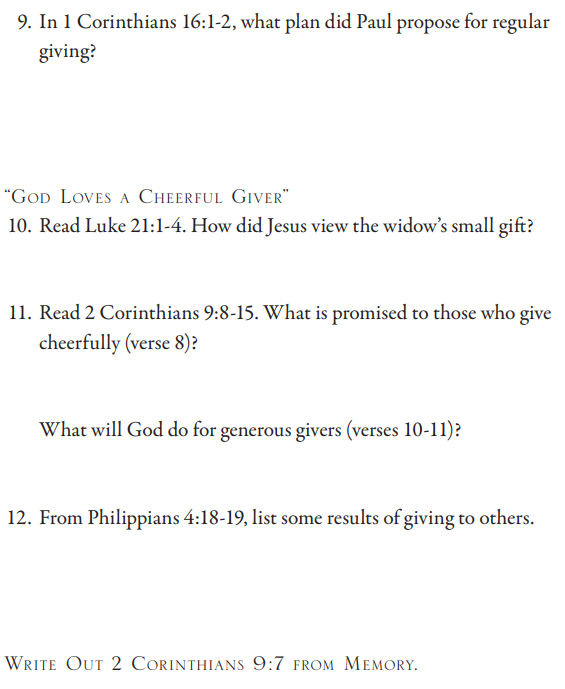 9. In 1 Corinthians 16:1-2, what plan did Paul propose for regular
giving?
“God Loves a Cheerful Giver”
10. Read Luke 21:1-4. How did Jesus view the widow’s small gift?
11. Read 2 Corinthians 9:8-15. What is promised to those who give
cheerfully (verse 8)?
What will God do for generous givers (verses 10-11)?
12. From Philippians 4:18-19, list some results of giving to others.
Write Out 2 Corinthians 9:7 from Memory.